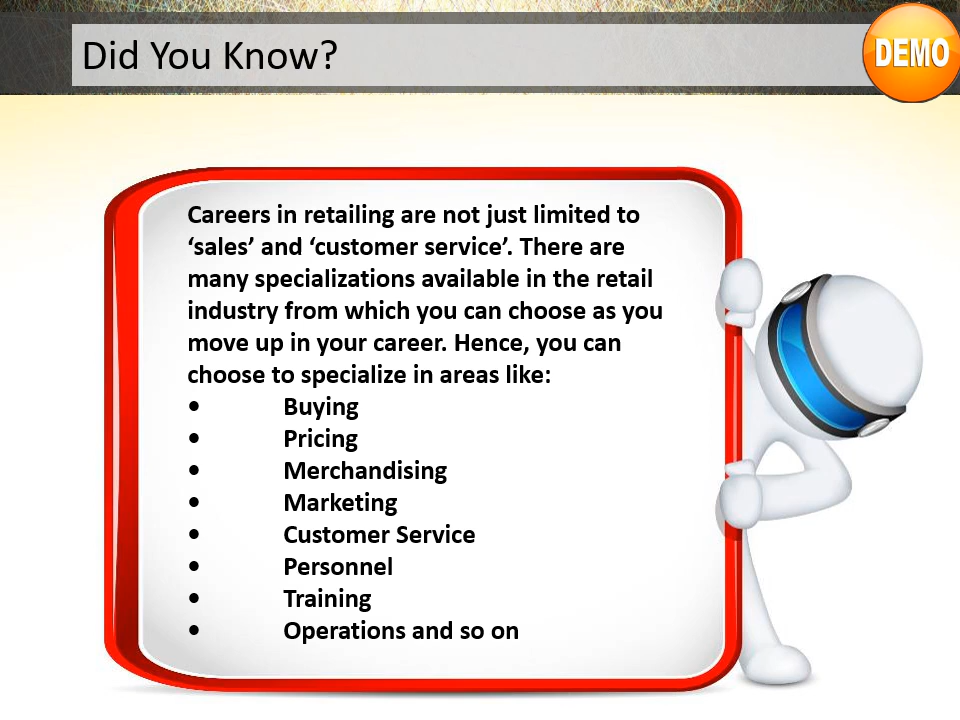 Did You Know?
DEMO
Careers in retailing are not just limited to
‘sales’ and ‘customer service’. There are
many specializations available in the retail
industry from which you can choose as you
move up in your career. Hence, you can
choose to specialize in areas like:
• Buying
• Pricing
• Merchandising
• Marketing
• Customer Service
• Personnel
• Training
• Operations and so on